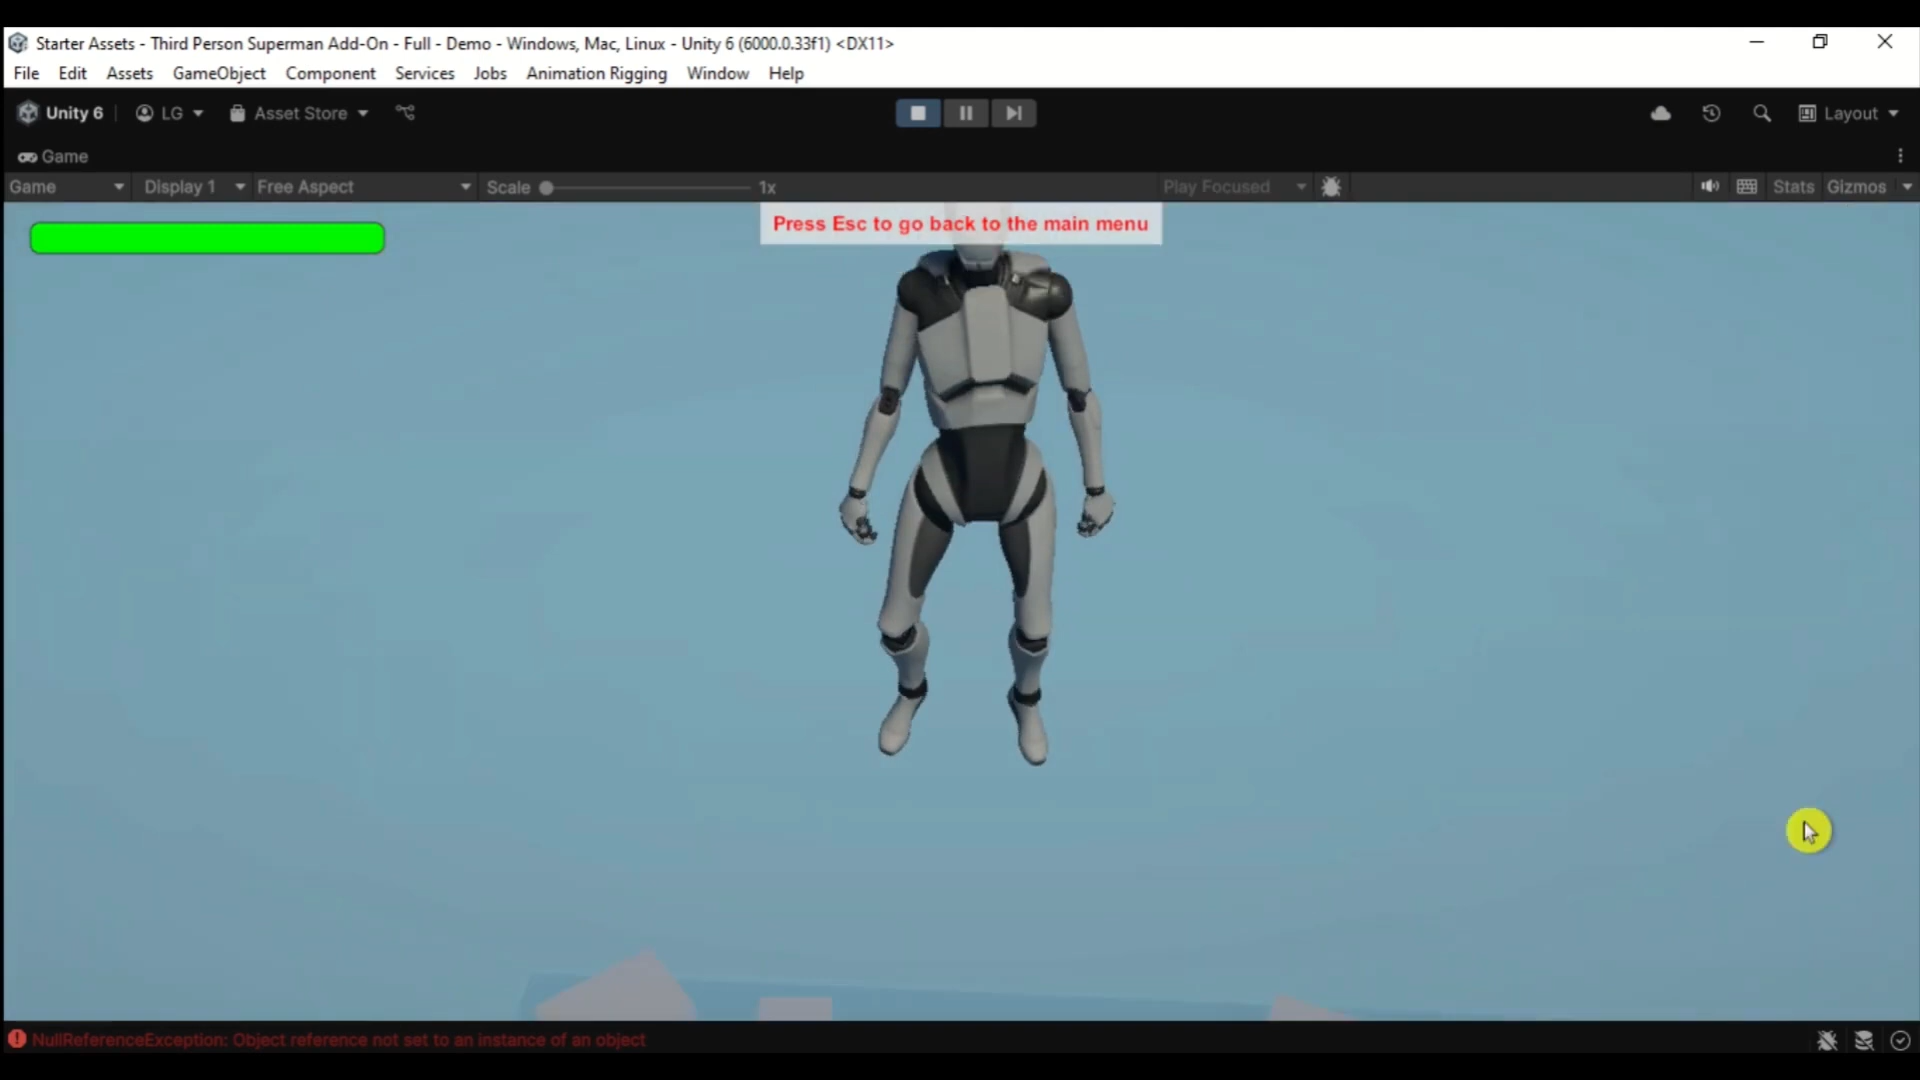 Starter Assets - Third Person Superman Add-On - Full - Demo - Windows, Mac, Linux - Unity 6 (6000.0.33f1) <DX11>
File Edit Assets GameObject Component Services Jobs Animation Rigging Window Help
Unity 6 LG Asset Store Layout
Game
Game Display 1 Free Aspect Scale 1x Play Focused Stats Gizmos
Press Esc to go back to the main menu
NullReferenceException: Object reference not set to an instance of an object